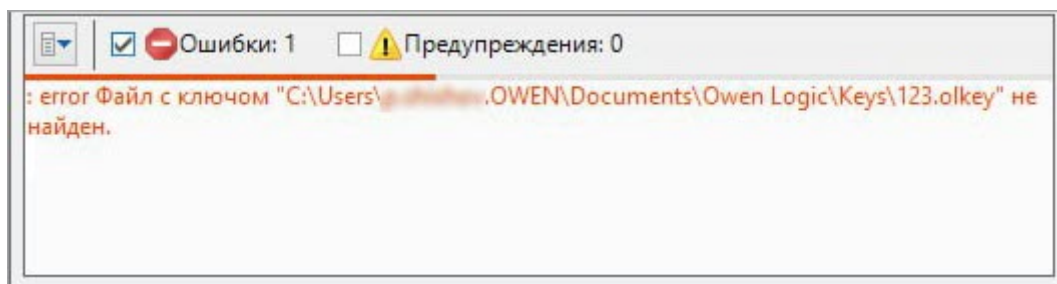 Ошибки: 1 Предупреждения: 0
: error Файл с ключом "C:\Users\ .OWEN\Documents\Owen Logic\Keys\123.olkey" не
найден.